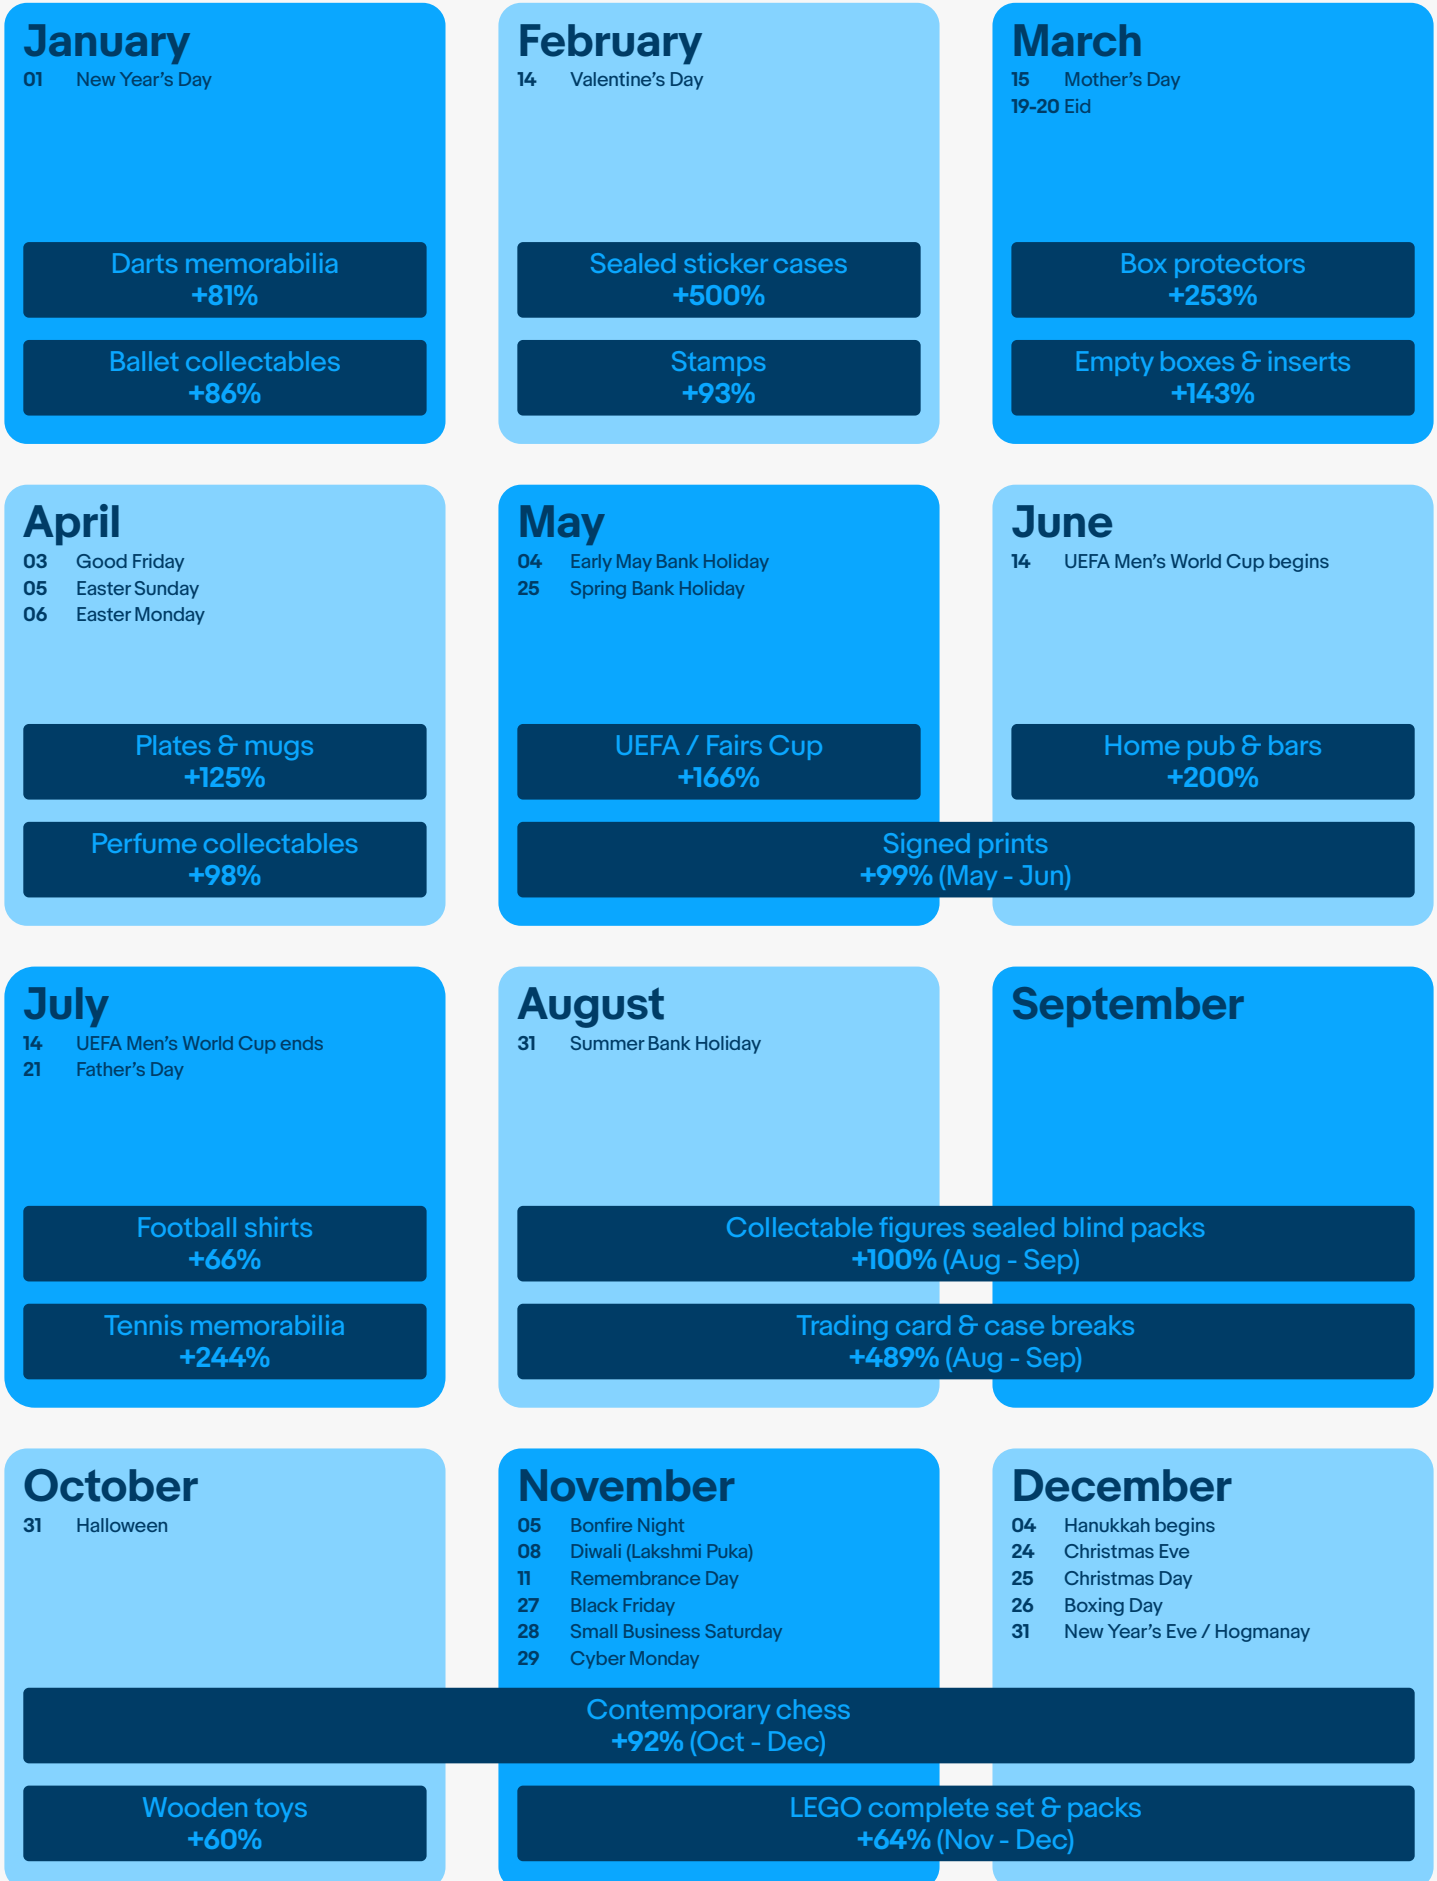 January
01 New Year's Day
Darts memorabilia
+81%
Ballet collectables
+86%
February
14 Valentine's Day
Sealed sticker cases
+500%
Stamps
+93%
March
15 Mother's Day
19-20 Eid
Box protectors
+253%
Empty boxes & inserts
+143%
April
03 Good Friday
05 Easter Sunday
06 Easter Monday
Plates & mugs
+125%
Perfume collectables
+98%
May
04 Early May Bank Holiday
25 Spring Bank Holiday
UEFA / Fairs Cup
+166%
June
14 UEFA Men's World Cup begins
Home pub & bars
+200%
Signed prints
+99% (May - Jun)
July
14 UEFA Men's World Cup ends
21 Father's Day
Football shirts
+66%
Tennis memorabilia
+244%
August
31 Summer Bank Holiday
September
Collectable figures sealed blind packs
+100% (Aug - Sep)
Trading card & case breaks
+489% (Aug - Sep)
October
31 Halloween
November
05 Bonfire Night
08 Diwali (Lakshmi Puka)
11 Remembrance Day
27 Black Friday
28 Small Business Saturday
29 Cyber Monday
December
04 Hanukkah begins
24 Christmas Eve
25 Christmas Day
26 Boxing Day
31 New Year's Eve / Hogmanay
Contemporary chess
+92% (Oct - Dec)
Wooden toys
+60%
LEGO complete set & packs
+64% (Nov - Dec)